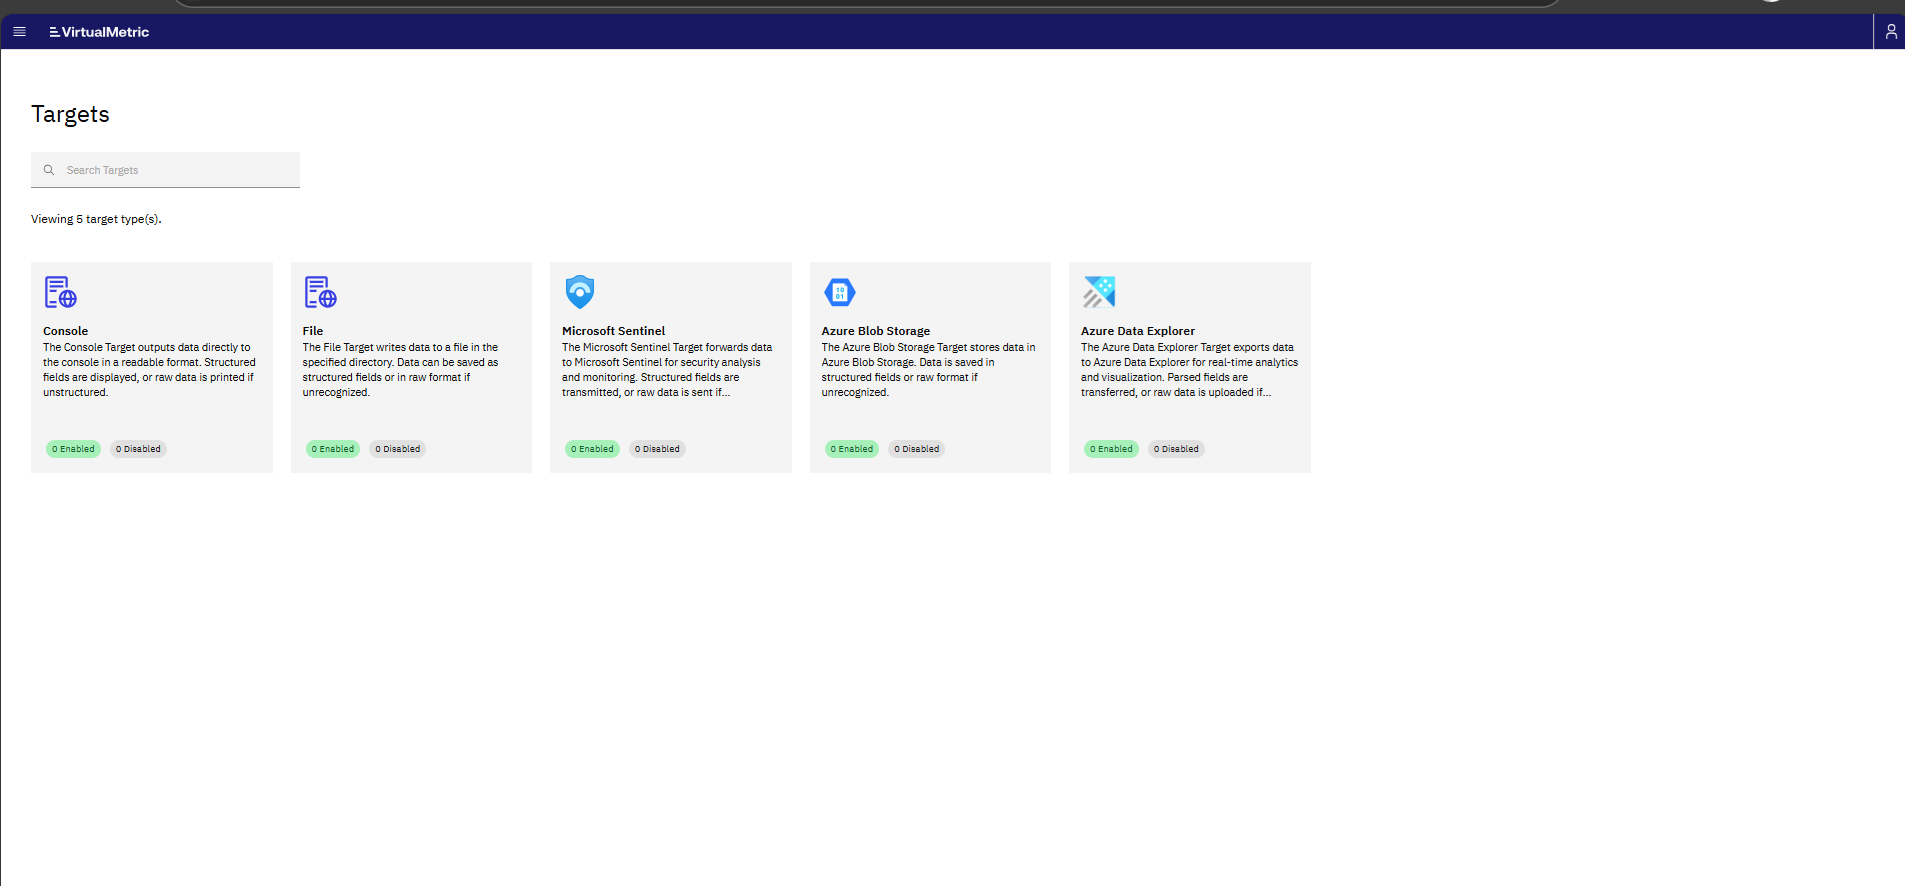 VirtualMetric
Targets
Search Targets
Viewing 5 target type(s).
Console
The Console Target outputs data directly to
the console in a readable format. Structured
fields are displayed, or raw data is printed if
unstructured.
0 Enabled 0 Disabled
File
The File Target writes data to a file in the
specified directory. Data can be saved as
structured fields or in raw format if
unrecognized.
0 Enabled 0 Disabled
Microsoft Sentinel
The Microsoft Sentinel Target forwards data
to Microsoft Sentinel for security analysis
and monitoring. Structured fields are
transmitted, or raw data is sent if...
0 Enabled 0 Disabled
10
01
Azure Blob Storage
The Azure Blob Storage Target stores data in
Azure Blob Storage. Data is saved in
structured fields or raw format if
unrecognized.
0 Enabled 0 Disabled
Azure Data Explorer
The Azure Data Explorer Target exports data
to Azure Data Explorer for real-time analytics
and visualization. Parsed fields are
transferred, or raw data is uploaded if...
0 Enabled 0 Disabled